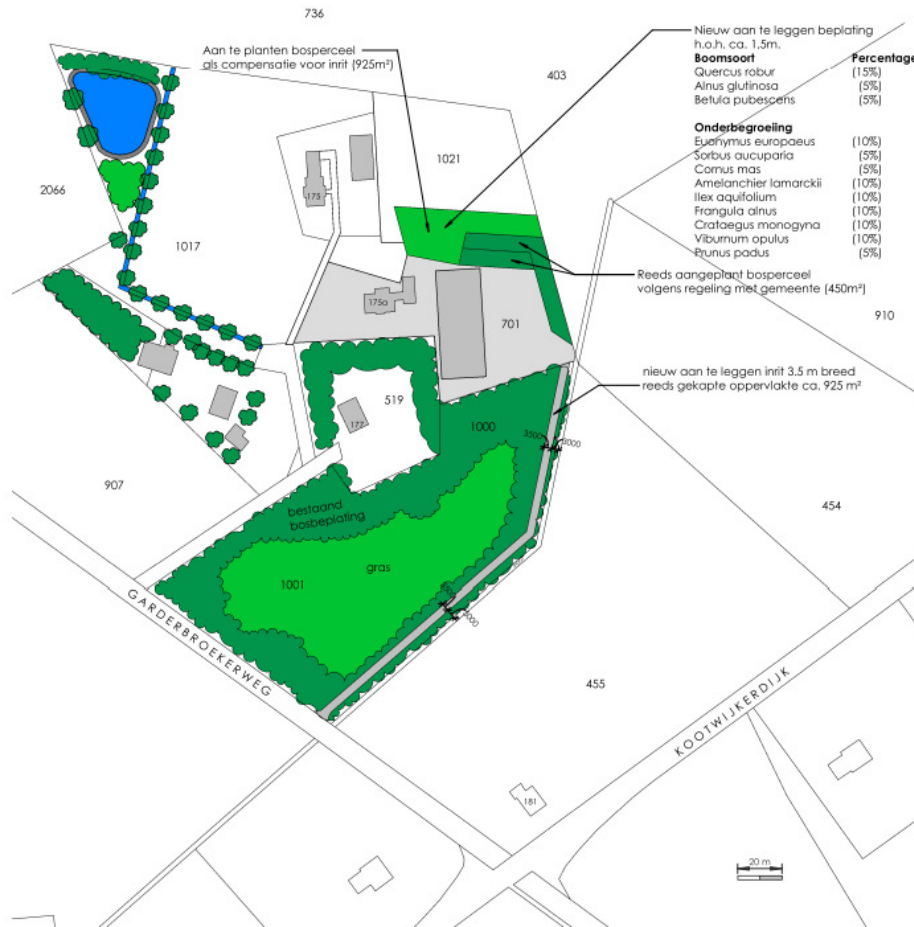 736
Aan te planten bosperceel
als compensatie voor inrit (925m²)
Nieuw aan te leggen beplating
h.o.h. ca. 1,5m.
Boomsoort Percentage
Quercus robur (15%)
Alnus glutinosa (5%)
Betula pubescens (5%)
Onderbegroeiing
Euonymus europaeus (10%)
Sorbus aucuparia (5%)
Cornus mas (5%)
Amelanchier lamarckii (10%)
Ilex aquifolium (10%)
Frangula alnus (10%)
Crataegus monogyna (10%)
Viburnum opulus (10%)
Prunus padus (5%)
403
1021
2066
175
1017
Reeds aangeplant bosperceel
volgens regeling met gemeente (450m²)
175a
701
910
nieuw aan te leggen inrit 3.5 m breed
reeds gekapte oppervlakte ca. 925 m²
519
177
1000
3500
3000
907
bestaand
bosbeplating
454
gras
1001
3000
GARDERBROEKERWEG
455
KOOTWIJKERDIJK
181
20 m